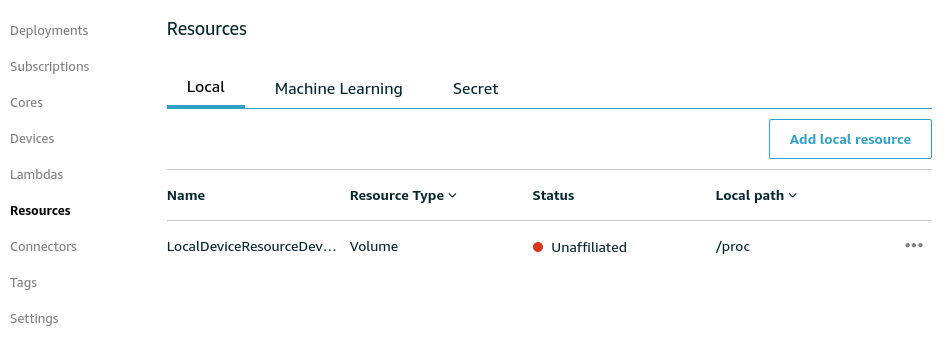 Resources
Deployments
Subscriptions
Cores
Devices
Lambdas
Resources
Connectors
Tags
Settings
Local Machine Learning Secret
Add local resource
Name Resource Type Status Local path
LocalDeviceResourceDev... Volume Unaffiliated /proc